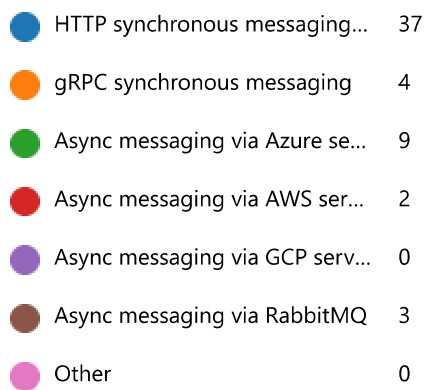 HTTP synchronous messaging... 37
gRPC synchronous messaging 4
Async messaging via Azure se... 9
Async messaging via AWS ser... 2
Async messaging via GCP serv... 0
Async messaging via RabbitMQ 3
Other 0